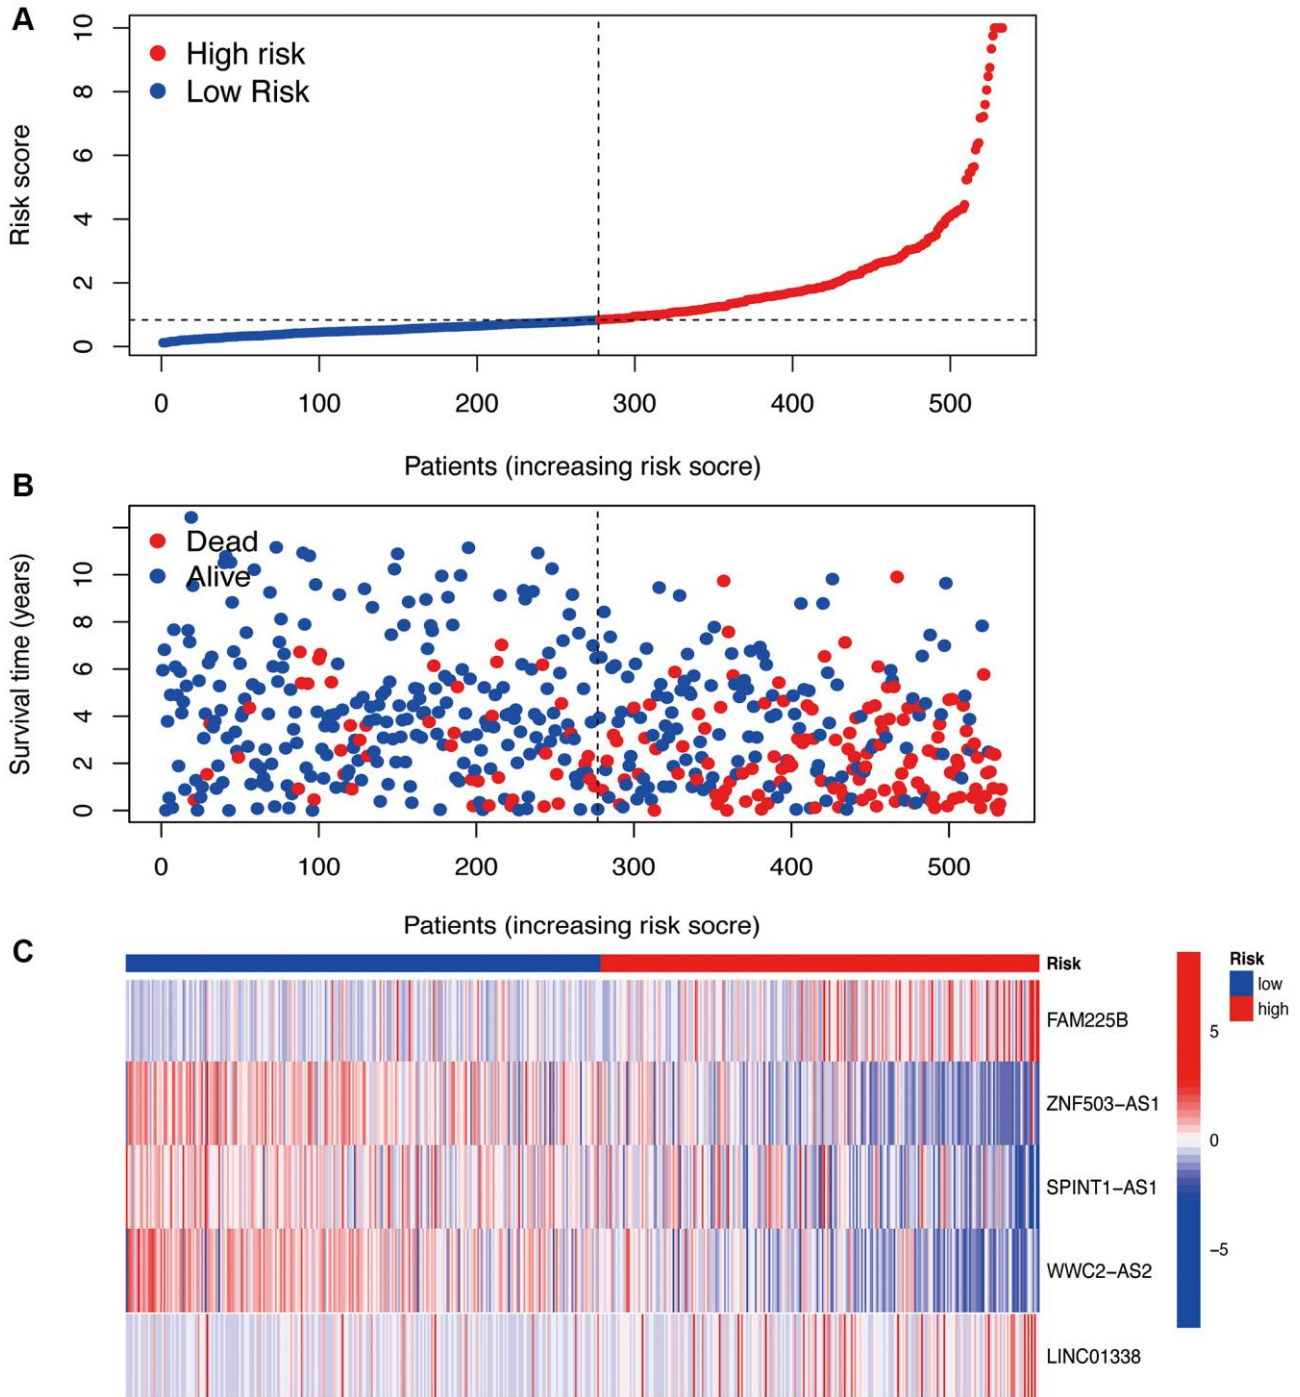 A
High risk
Low Risk
Risk score
0
2
4
6
8
10
0 100 200 300 400 500
Patients (increasing risk socre)
B
Dead
Alive
Survival time (years)
0
2
4
6
8
10
0 100 200 300 400 500
Patients (increasing risk socre)
C
Risk
FAM225B
ZNF503-AS1
SPINT1-AS1
WWC2-AS2
LINC01338
5
0
-5
Risk
low
high